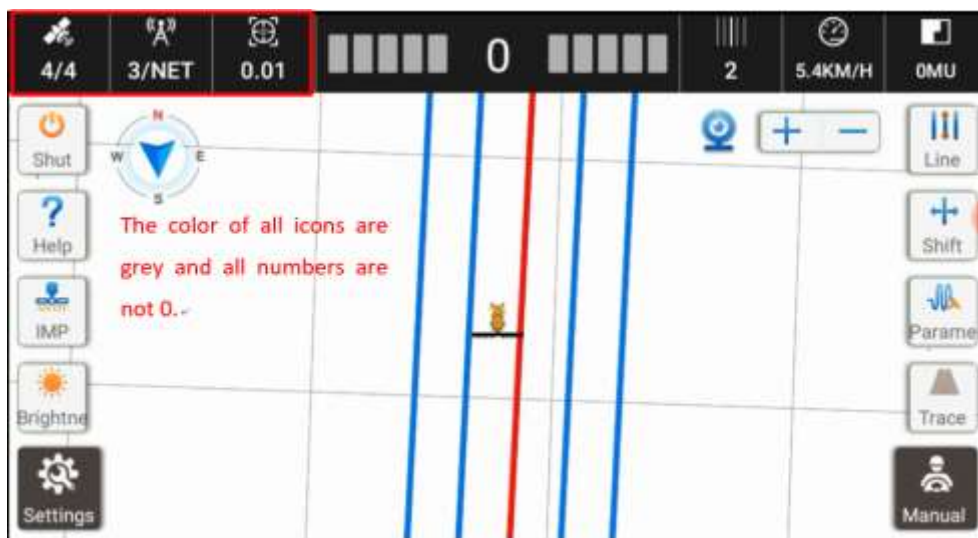 4/4 3/NET 0.01 0 2 5.4KM/H 0MU
Shut
N
W E
S
Line
The color of all icons are
grey and all numbers are
not 0.
Help
Shift
IMP
Parame
Brightne
Trace
Settings
Manual